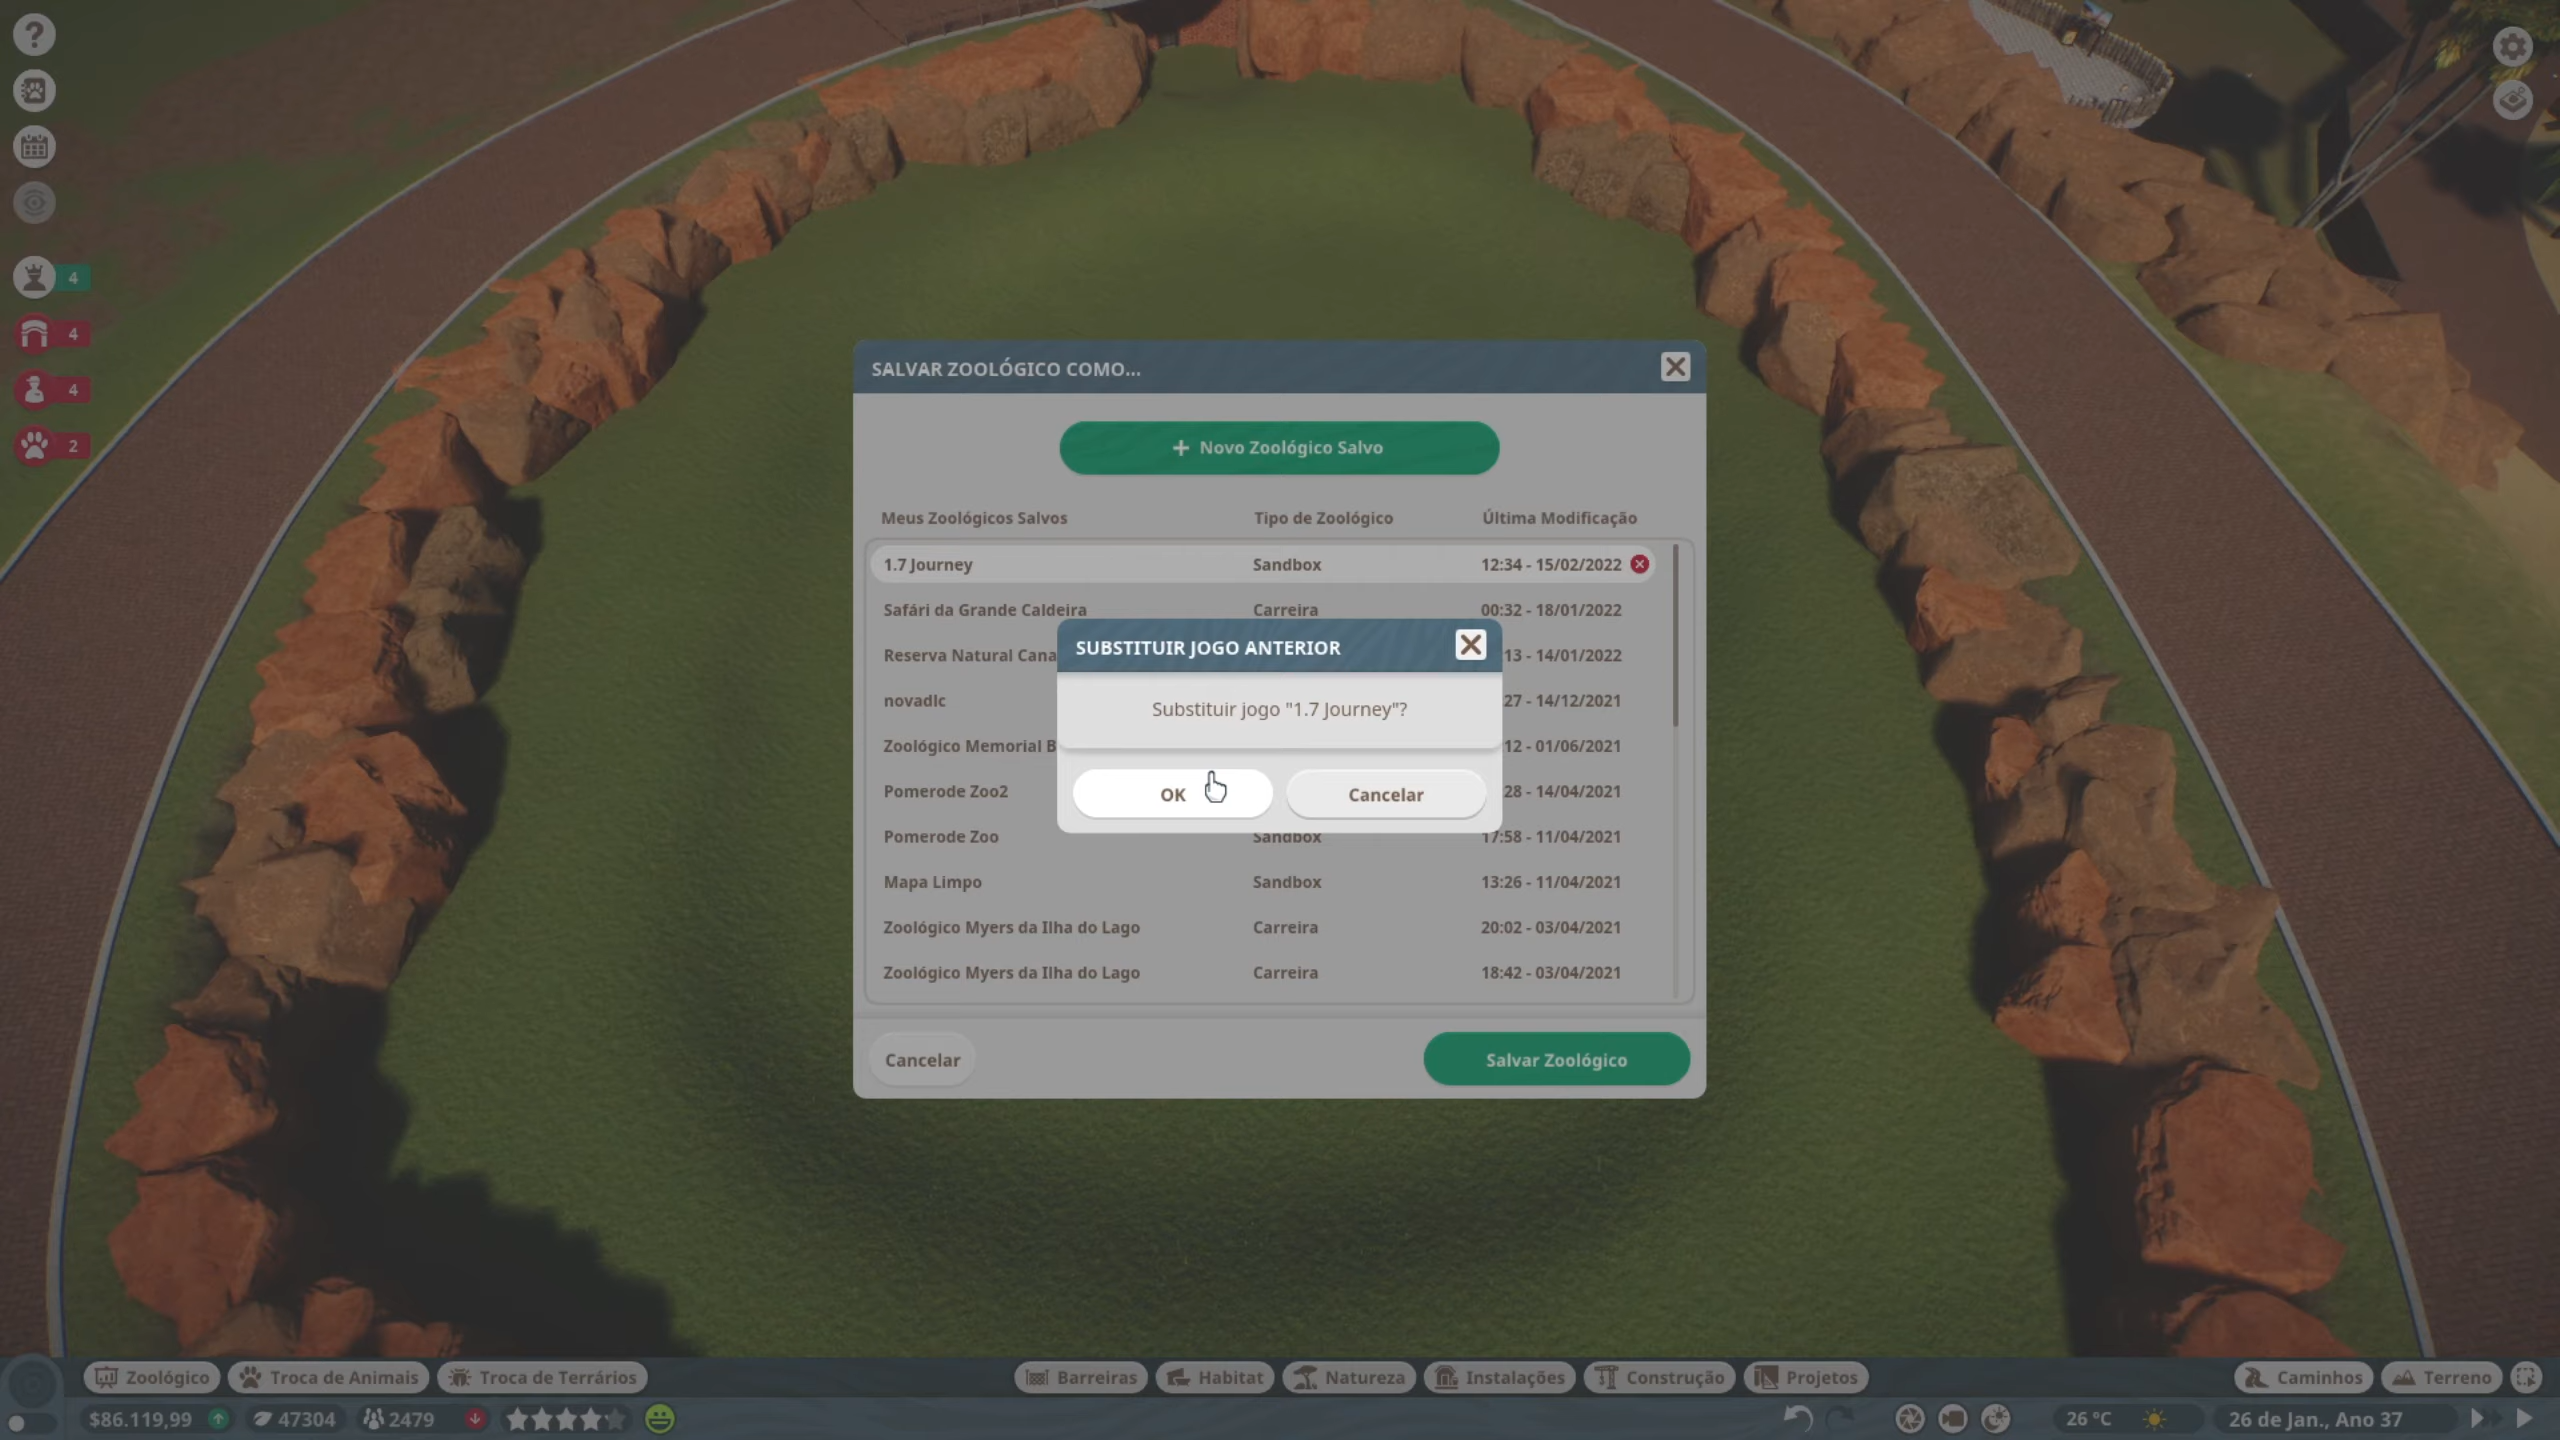 ?
4
4
4
2
SALVAR ZOOLÓGICO COMO...
+ Novo Zoológico Salvo
Meus Zoológicos Salvos Tipo de Zoológico Última Modificação
1.7 Journey Sandbox 12:34 - 15/02/2022
Safári da Grande Caldeira Carreira 00:32 - 18/01/2022
Reserva Natural Cana 13 - 14/01/2022
novadlc 27 - 14/12/2021
Zoológico Memorial B 12 - 01/06/2021
Pomerode Zoo2 28 - 14/04/2021
Pomerode Zoo Sandbox 17:58 - 11/04/2021
Mapa Limpo Sandbox 13:26 - 11/04/2021
Zoológico Myers da Ilha do Lago Carreira 20:02 - 03/04/2021
Zoológico Myers da Ilha do Lago Carreira 18:42 - 03/04/2021
Cancelar Salvar Zoológico
SUBSTITUIR JOGO ANTERIOR
Substituir jogo "1.7 Journey"?
OK Cancelar
Zoológico Troca de Animais Troca de Terrários Barreiras Habitat Natureza Instalações Construção Projetos Caminhos Terreno
$86.119,99 47304 2479 26 °C 26 de Jan., Ano 37